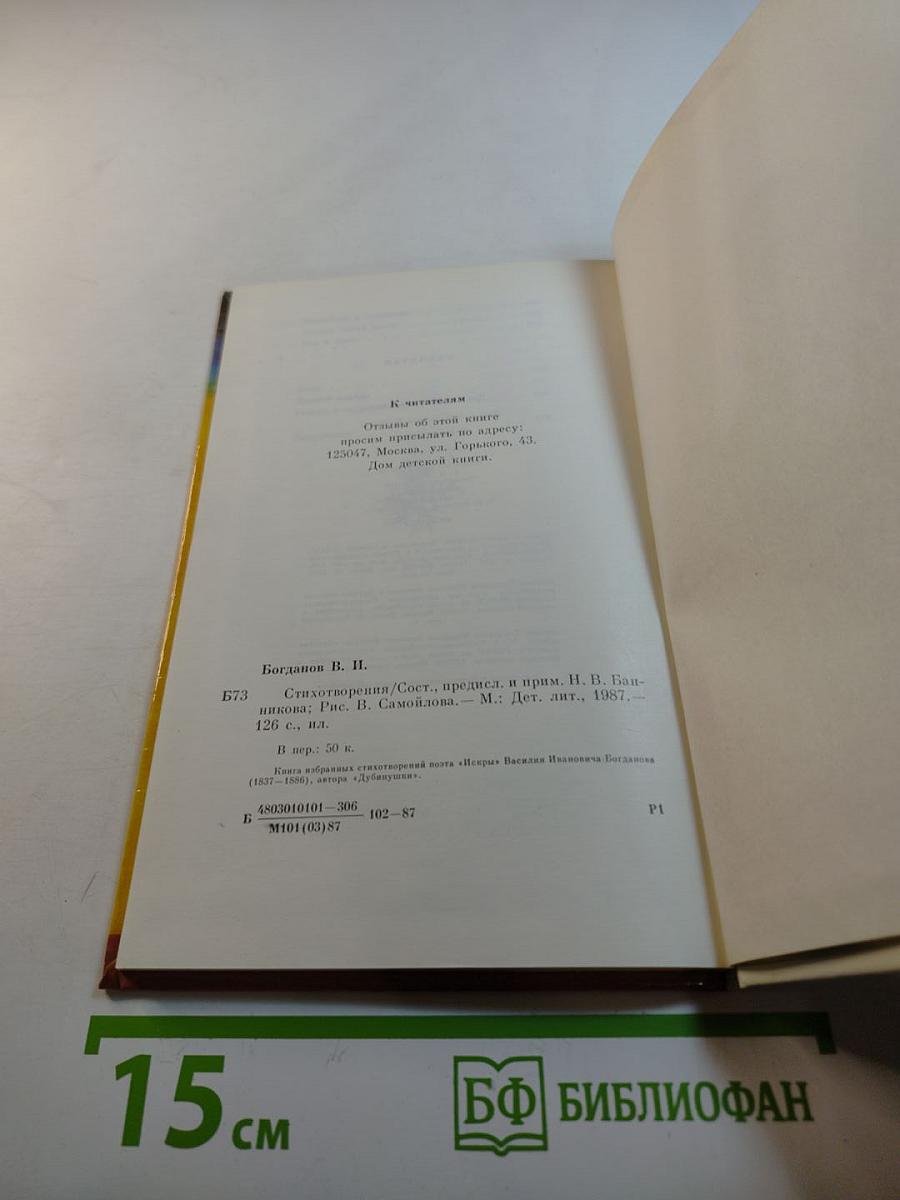 К читателям
Отзывы об этой книге
просим присылать по адресу:
125047, Москва, ул. Горького, 43.
Дом детской книги.
Богданов В. И.
Б73 Стихотворения/Сост., предисл. и прим. Н. В. Бан-
никова; Рис. В. Самойлова.— М.: Дет. лит., 1987.—
126 с., ил.
В пер.: 50 к.
Книга избранных стихотворений поэта «Искры» Василия Ивановича Богданова
(1837—1886), автора «Дубинушки».
Б 4803010101—306 102—87 Р1
М101(03)87
15 см
БФ БИБЛИОФАН